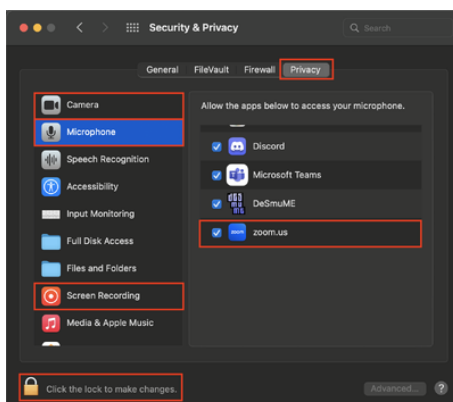 Security & Privacy
Search
General FileVault Firewall Privacy
Camera
Microphone
Speech Recognition
Accessibility
Input Monitoring
Full Disk Access
Files and Folders
Screen Recording
Media & Apple Music
Allow the apps below to access your microphone.
Discord
Microsoft Teams
DeSmuME
zoom
zoom.us
Click the lock to make changes.
Advanced...
?